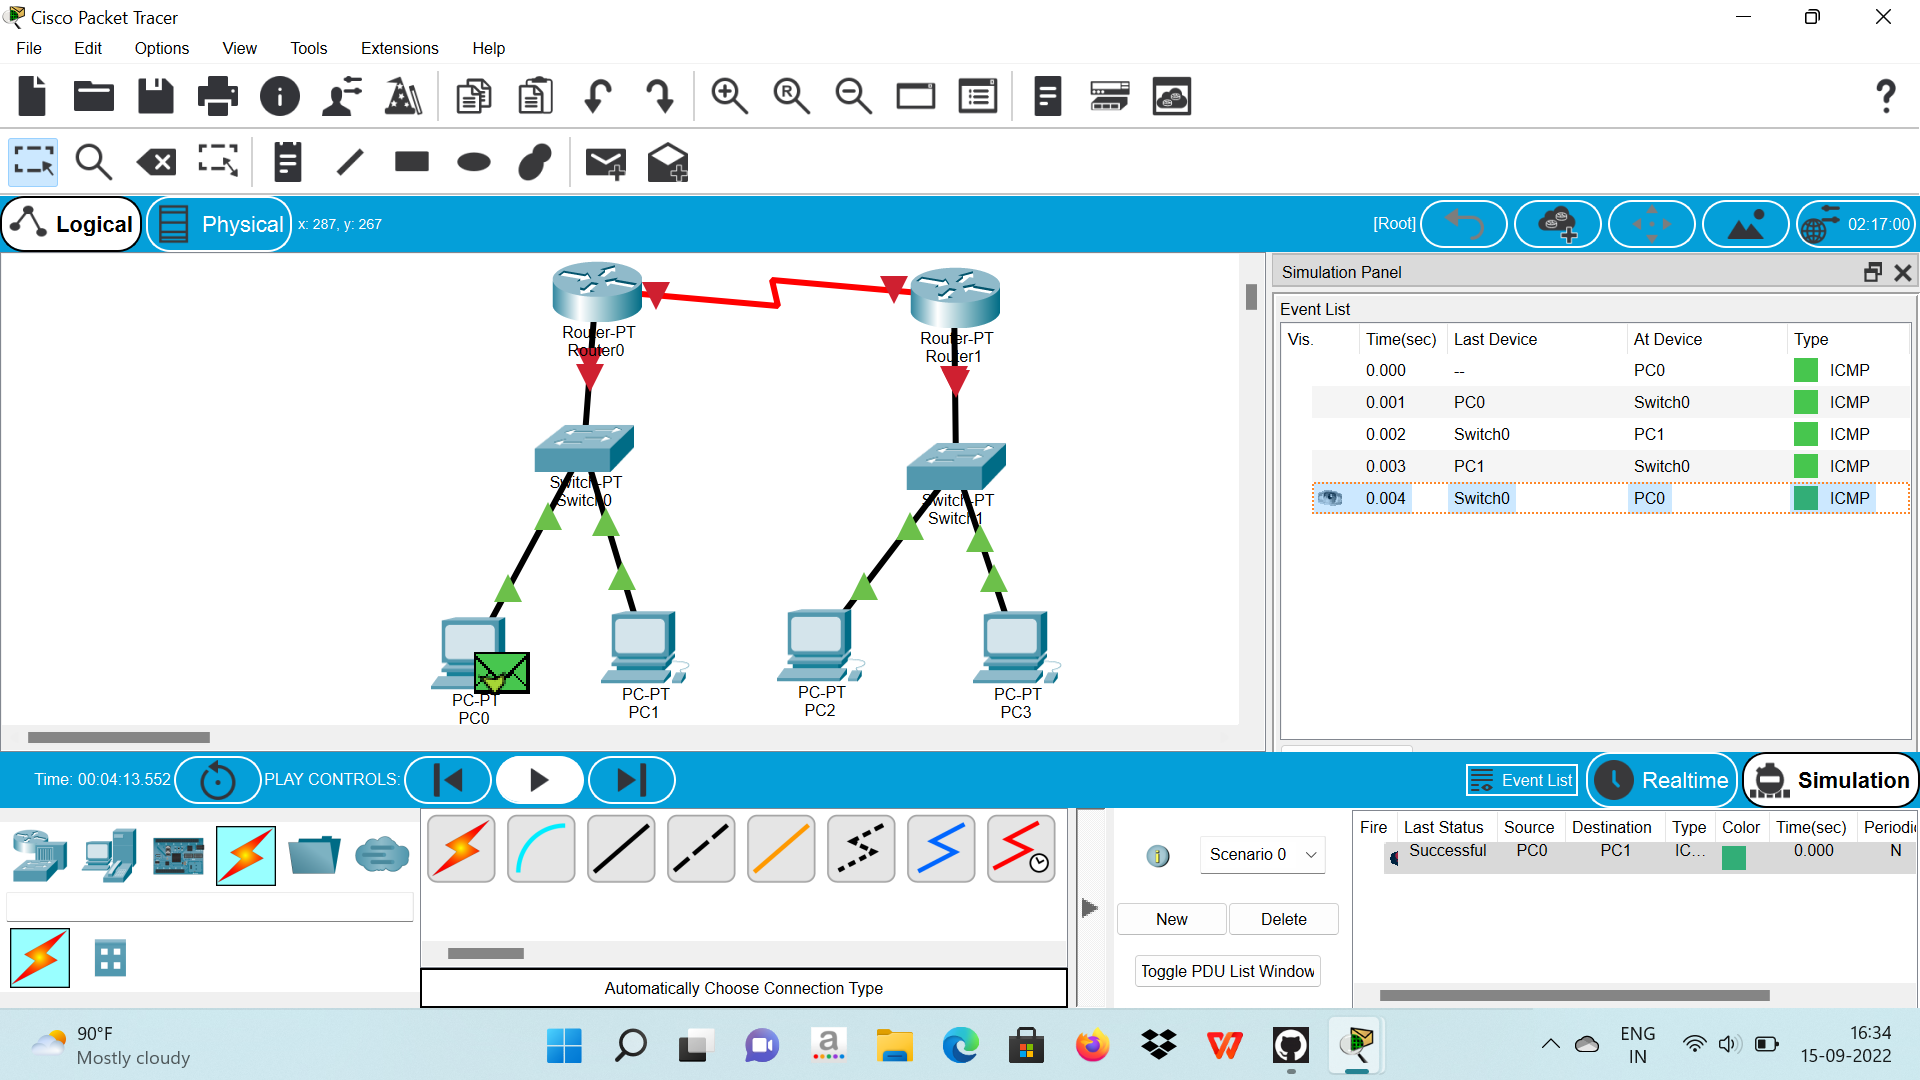 Cisco Packet Tracer
File Edit Options View Tools Extensions Help
Logical Physical x: 287, y: 267 [Root] 02:17:00
Simulation Panel
Event List
Vis. Time(sec) Last Device At Device Type
0.000 -- PC0 ICMP
0.001 PC0 Switch0 ICMP
0.002 Switch0 PC1 ICMP
0.003 PC1 Switch0 ICMP
0.004 Switch0 PC0 ICMP
Router-PT
Router0
Router-PT
Router1
Switch-PT
Switch0
Switch-PT
Switch1
PC-PT
PC0
PC-PT
PC1
PC-PT
PC2
PC-PT
PC3
Time: 00:04:13.552 PLAY CONTROLS: Event List Realtime Simulation
Scenario 0
New Delete
Toggle PDU List Window
Fire Last Status Source Destination Type Color Time(sec) Periodi
Successful PC0 PC1 IC... 0.000 N
Automatically Choose Connection Type
90°F
Mostly cloudy
ENG
IN
16:34
15-09-2022